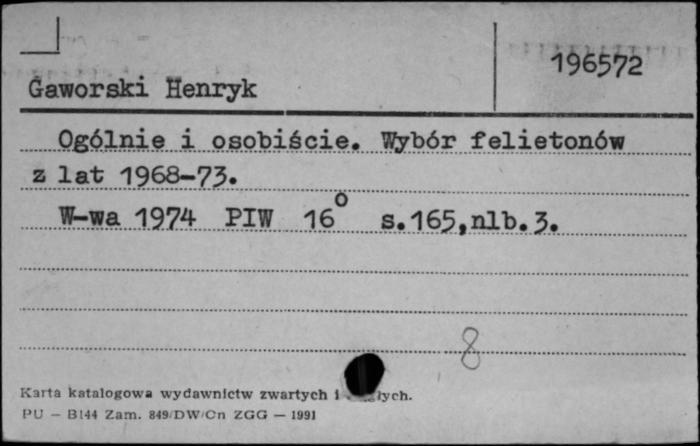 196572
Gaworski Henryk
Ogólnie i osobiście. Wybór felietonów
z lat 1968-73.
W-wa 1974 PIW 16° s.165,nlb.3.
8
Karta katalogowa wydawnictw zwartych i
PU — B144 Zam. 849/DW/Cn ZGG — 1991